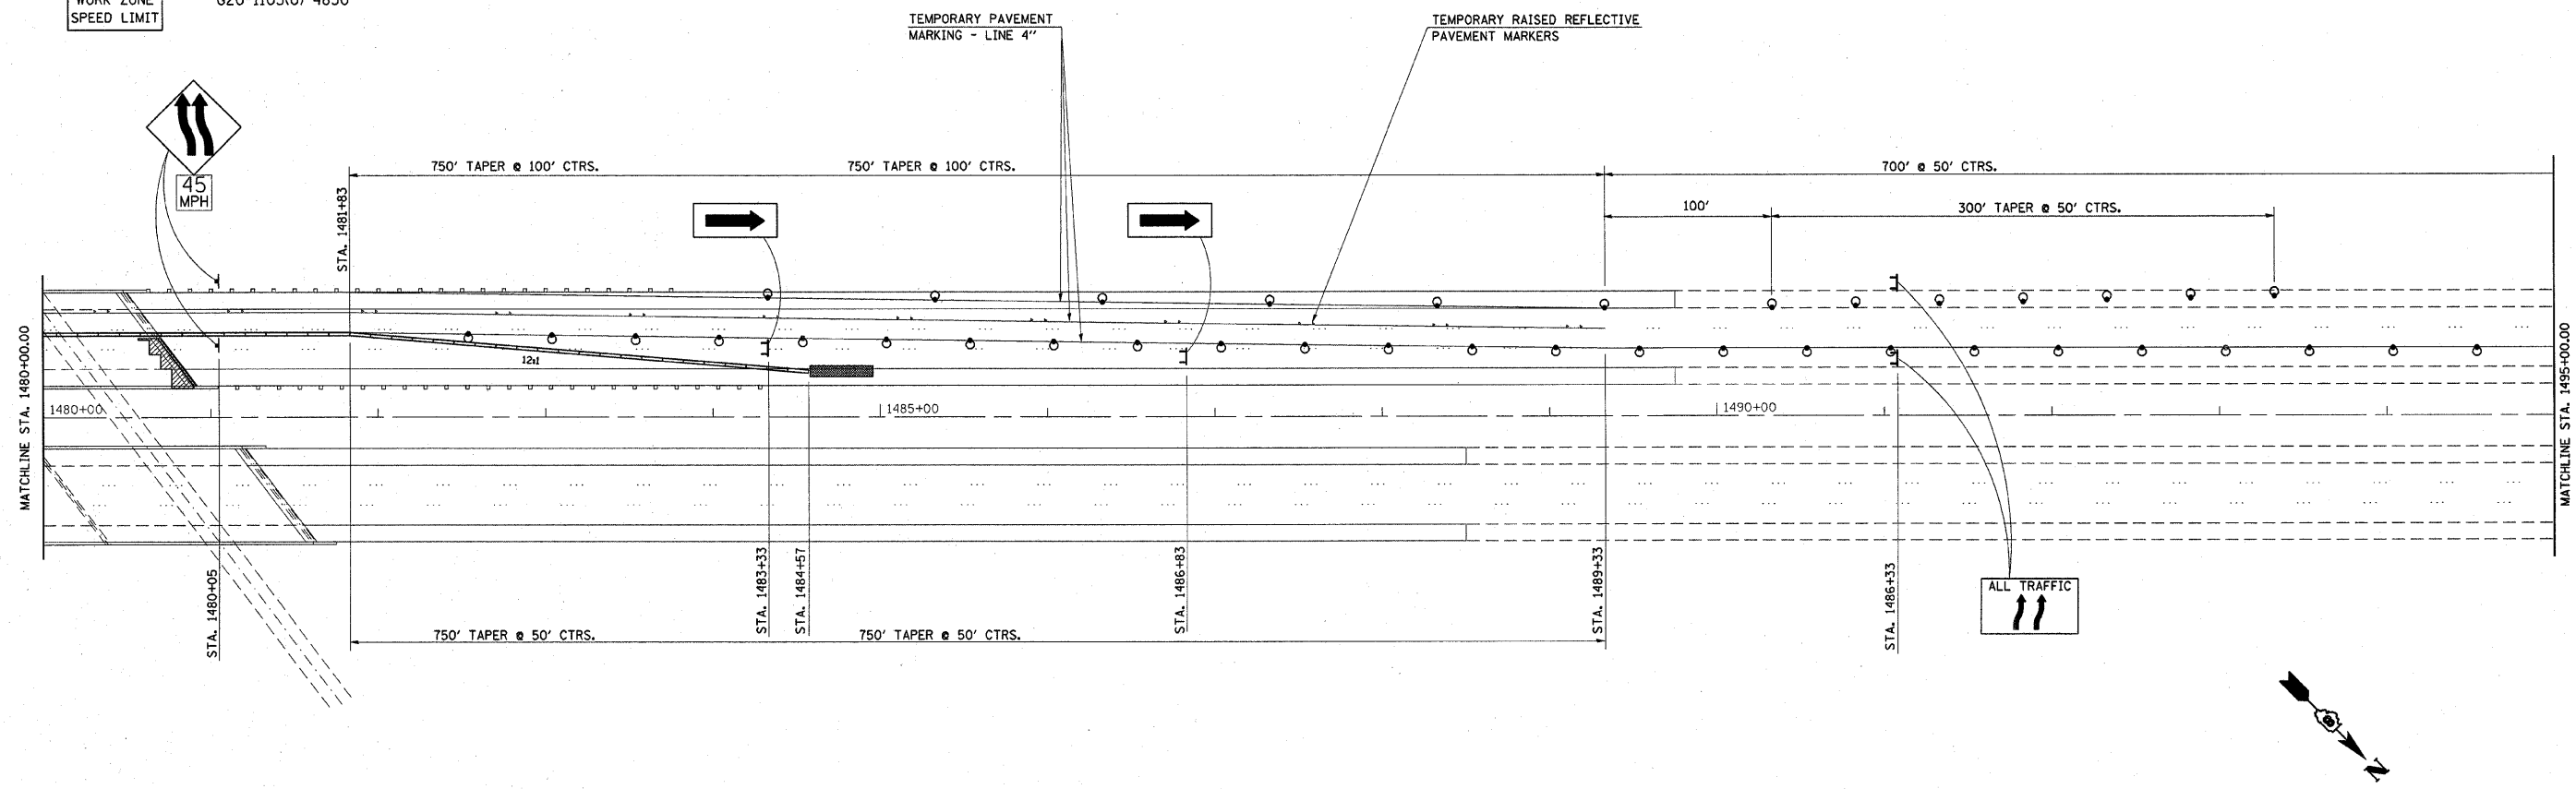 WORK ZONE
SPEED LIMIT
TEMPORARY PAVEMENT
MARKING - LINE 4"
TEMPORARY RAISED REFLECTIVE
PAVEMENT MARKERS
45
MPH
750' TAPER @ 100' CTRS.
750' TAPER @ 100' CTRS.
700' @ 50' CTRS.
100'
300' TAPER @ 50' CTRS.
STA. 1481+83
12:1
MATCHLINE STA. 1480+00.00
1480+00
1485+00
1490+00
MATCHLINE STA. 1495+00.00
STA. 1480+05
STA. 1483+33
STA. 1484+57
STA. 1486+83
STA. 1489+33
STA. 1486+33
ALL TRAFFIC
750' TAPER @ 50' CTRS.
750' TAPER @ 50' CTRS.
N